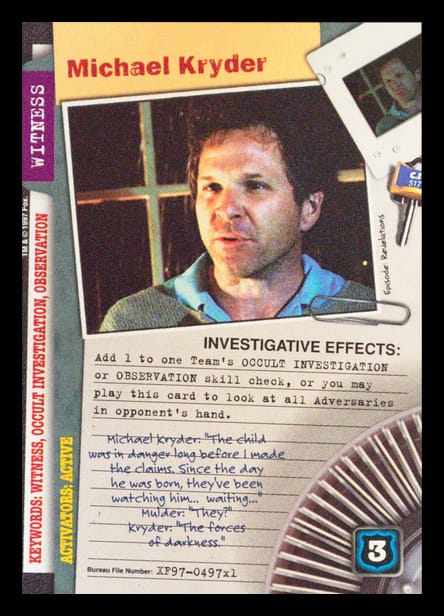 Michael Kryder
WITNESS
TM & © 1997 Fox.
KEYWORDS: WITNESS, OCCULT INVESTIGATION, OBSERVATION
ACTIVATORS: ACTIVE
Episode: Revelations
INVESTIGATIVE EFFECTS:
Add 1 to one Team's OCCULT INVESTIGATION
or OBSERVATION skill check, or you may
play this card to look at all Adversaries
in opponent's hand.
Michael Kryder: "The child
was in danger long before I made
the claims. Since the day
he was born, they've been
watching him... waiting..."
Mulder: "They?"
Kryder: "The forces
of darkness."
Bureau File Number: XF97-0497x1
3